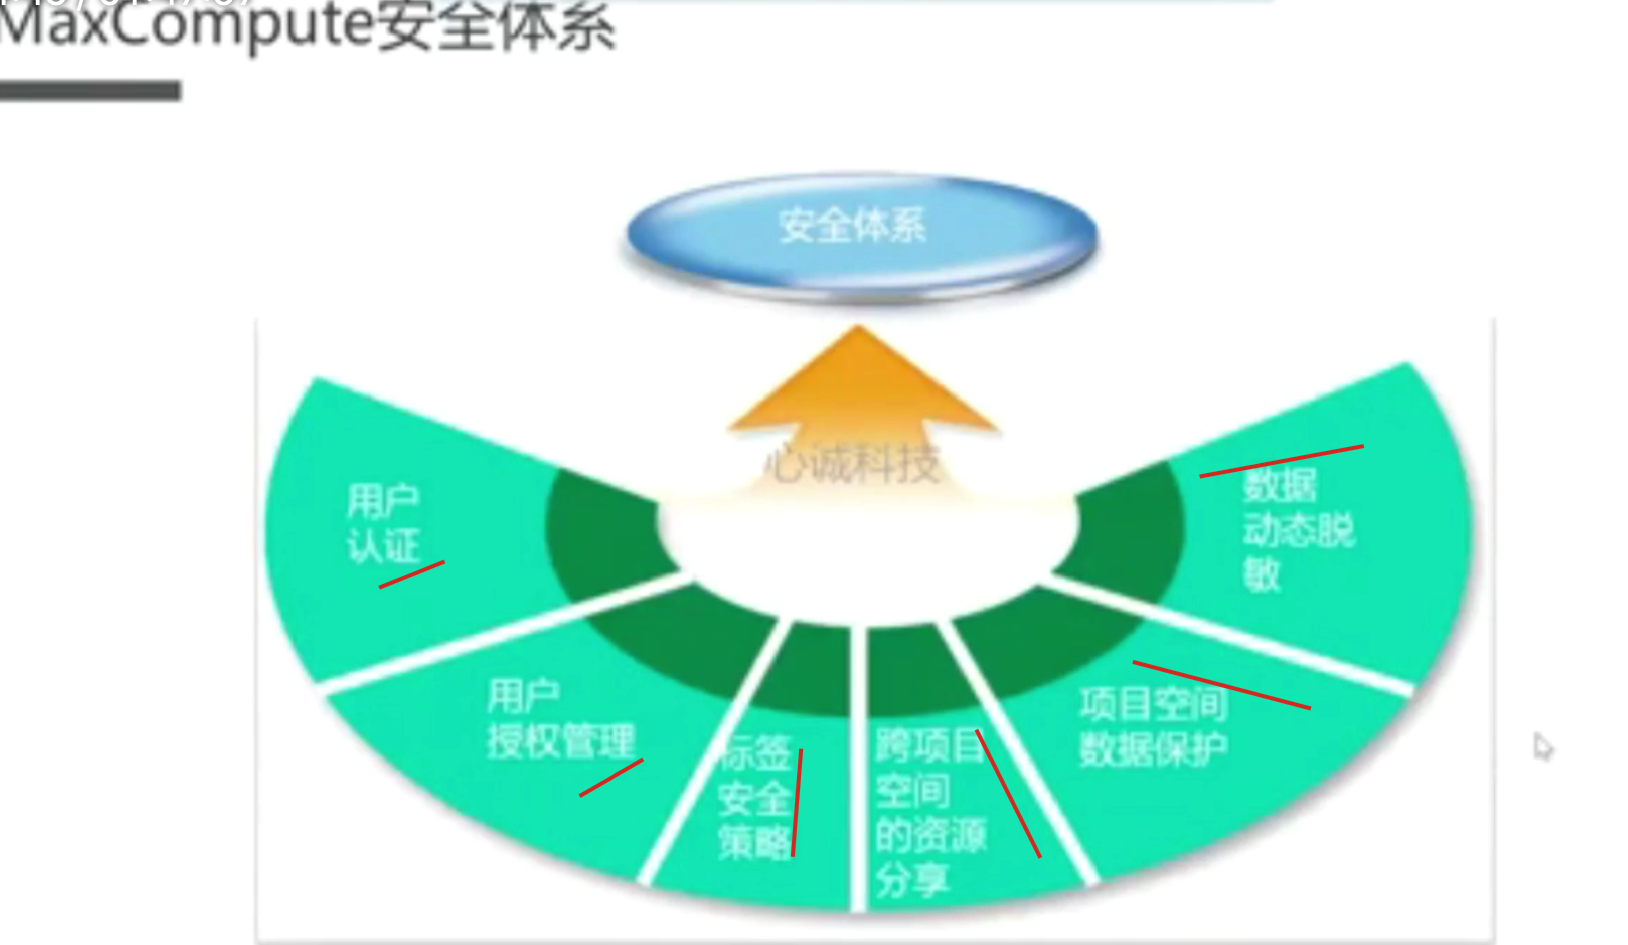 MaxCompute安全体系
安全体系
心诚科技
用户
认证
用户
授权管理
标签
安全
策略
跨项目
空间
的资源
分享
项目空间
数据保护
数据
动态脱
敏